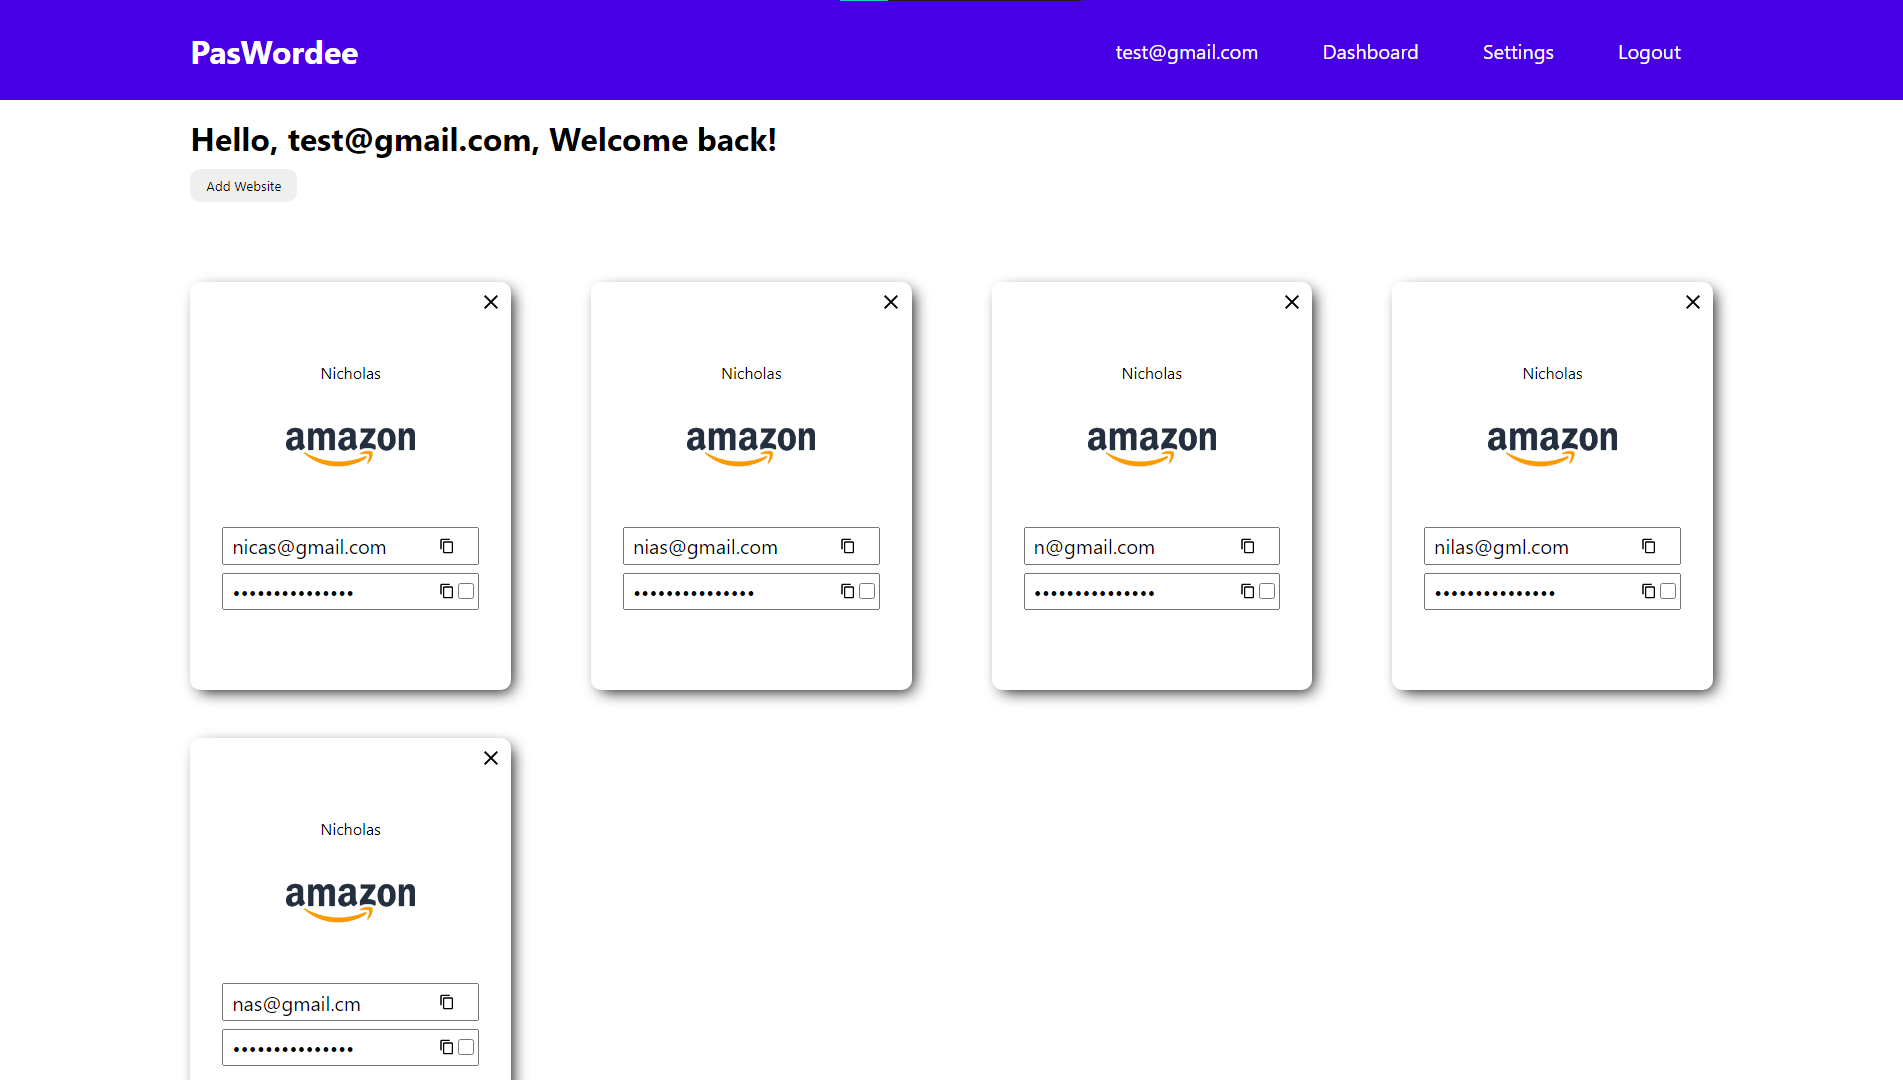 PasWordee
test@gmail.com Dashboard Settings Logout
Hello, test@gmail.com, Welcome back!
Add Website
Nicholas
amazon
nicas@gmail.com
•••••••••••••••
Nicholas
amazon
nias@gmail.com
•••••••••••••••
Nicholas
amazon
n@gmail.com
•••••••••••••••
Nicholas
amazon
nilas@gml.com
•••••••••••••••
Nicholas
amazon
nas@gmail.cm
•••••••••••••••